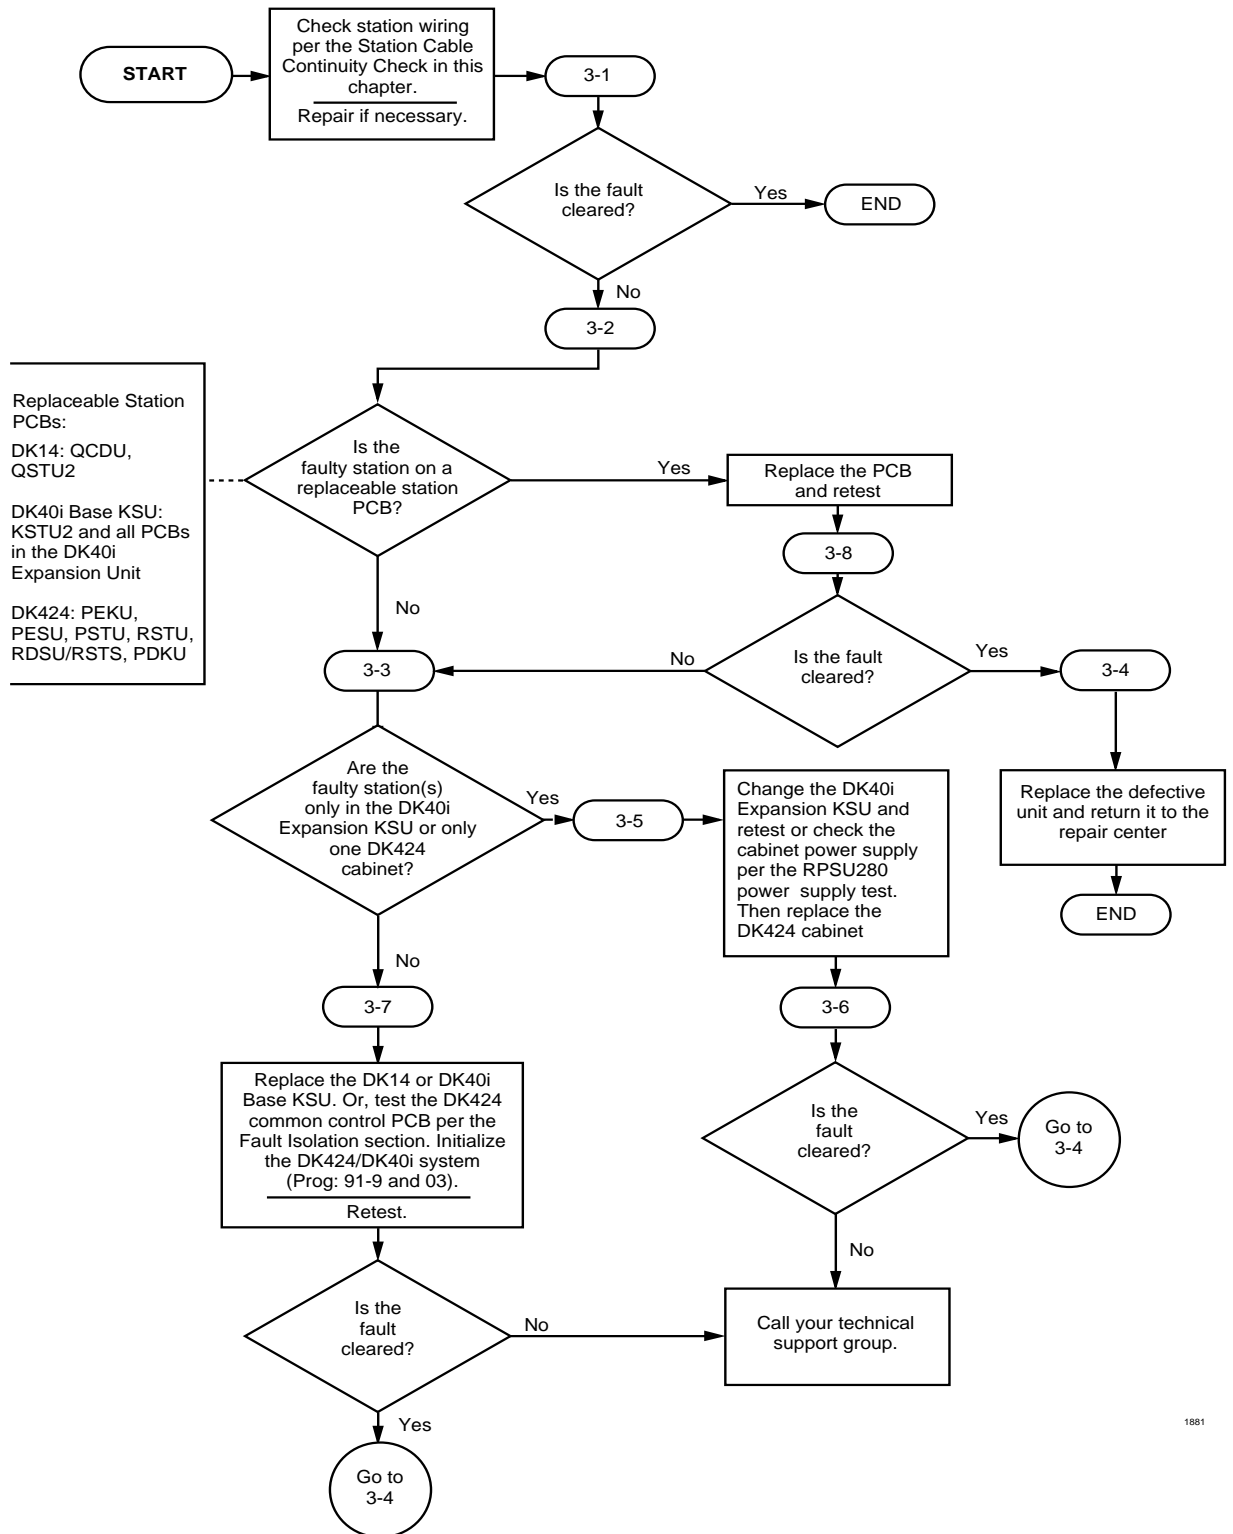 START
Check station wiring
per the Station Cable
Continuity Check in this
chapter.
Repair if necessary.
3-1
Is the fault
cleared?
Yes
END
No
3-2
Replaceable Station
PCBs:
DK14: QCDU,
QSTU2
DK40i Base KSU:
KSTU2 and all PCBs
in the DK40i
Expansion Unit
DK424: PEKU,
PESU, PSTU, RSTU,
RDSU/RSTS, PDKU
Is the
faulty station on a
replaceable station
PCB?
Yes
Replace the PCB
and retest
3-8
No
3-3
No
Is the fault
cleared?
Yes
3-4
Are the
faulty station(s)
only in the DK40i
Expansion KSU or only
one DK424
cabinet?
Yes
3-5
Change the DK40i
Expansion KSU and
retest or check the
cabinet power supply
per the RPSU280
power  supply test.
Then replace the
DK424 cabinet
Replace the defective
unit and return it to the
repair center
END
No
3-7
3-6
Replace the DK14 or DK40i
Base KSU. Or, test the DK424
common control PCB per the
Fault Isolation section. Initialize
the DK424/DK40i system
(Prog: 91-9 and 03).
Retest.
Is the
fault
cleared?
Yes
Go to
3-4
No
Is the
fault
cleared?
No
Call your technical
support group.
Yes
Go to
3-4
1881